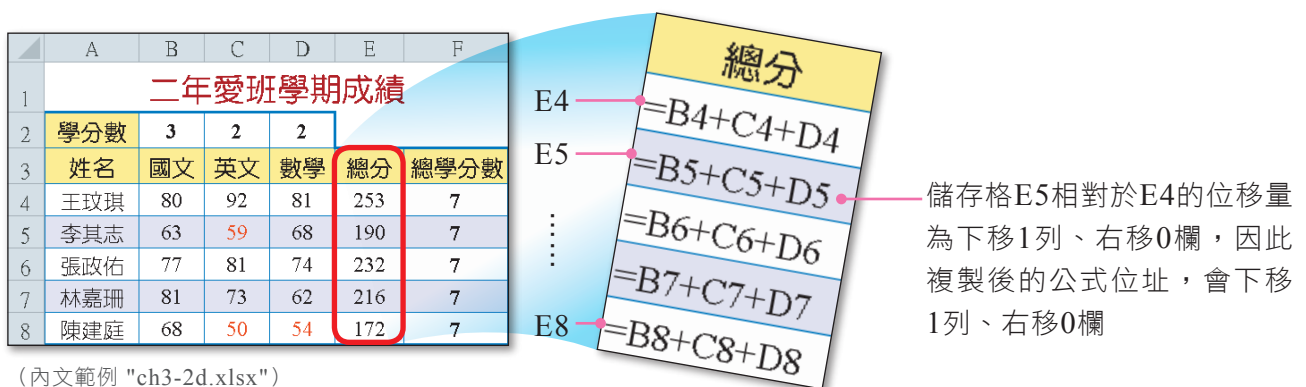 A B C D E F
1 二年愛班學期成績
2 學分數 3 2 2
3 姓名 國文 英文 數學 總分 總學分數
4 王玟琪 80 92 81 253 7
5 李其志 63 59 68 190 7
6 張政佑 77 81 74 232 7
7 林嘉珊 81 73 62 216 7
8 陳建庭 68 50 54 172 7
(內文範例 "ch3-2d.xlsx")
總分
E4 =B4+C4+D4
E5 =B5+C5+D5
=B6+C6+D6
=B7+C7+D7
E8 =B8+C8+D8
儲存格E5相對於E4的位移量
為下移1列、右移0欄，因此
複製後的公式位址，會下移
1列、右移0欄